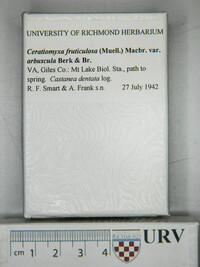 UNIVERSITY OF RICHMOND HERBARIUM
Ceratiomyxa fruticulosa (Muell.) Macbr. var.
arbuscula Berk & Br.
VA, Giles Co.: Mt Lake Biol. Sta., path to
spring. Castanea dentata log.
R. F. Smart & A. Frank s.n. 27 July 1942
cm 1 2 3 4
RICHMOND
URV